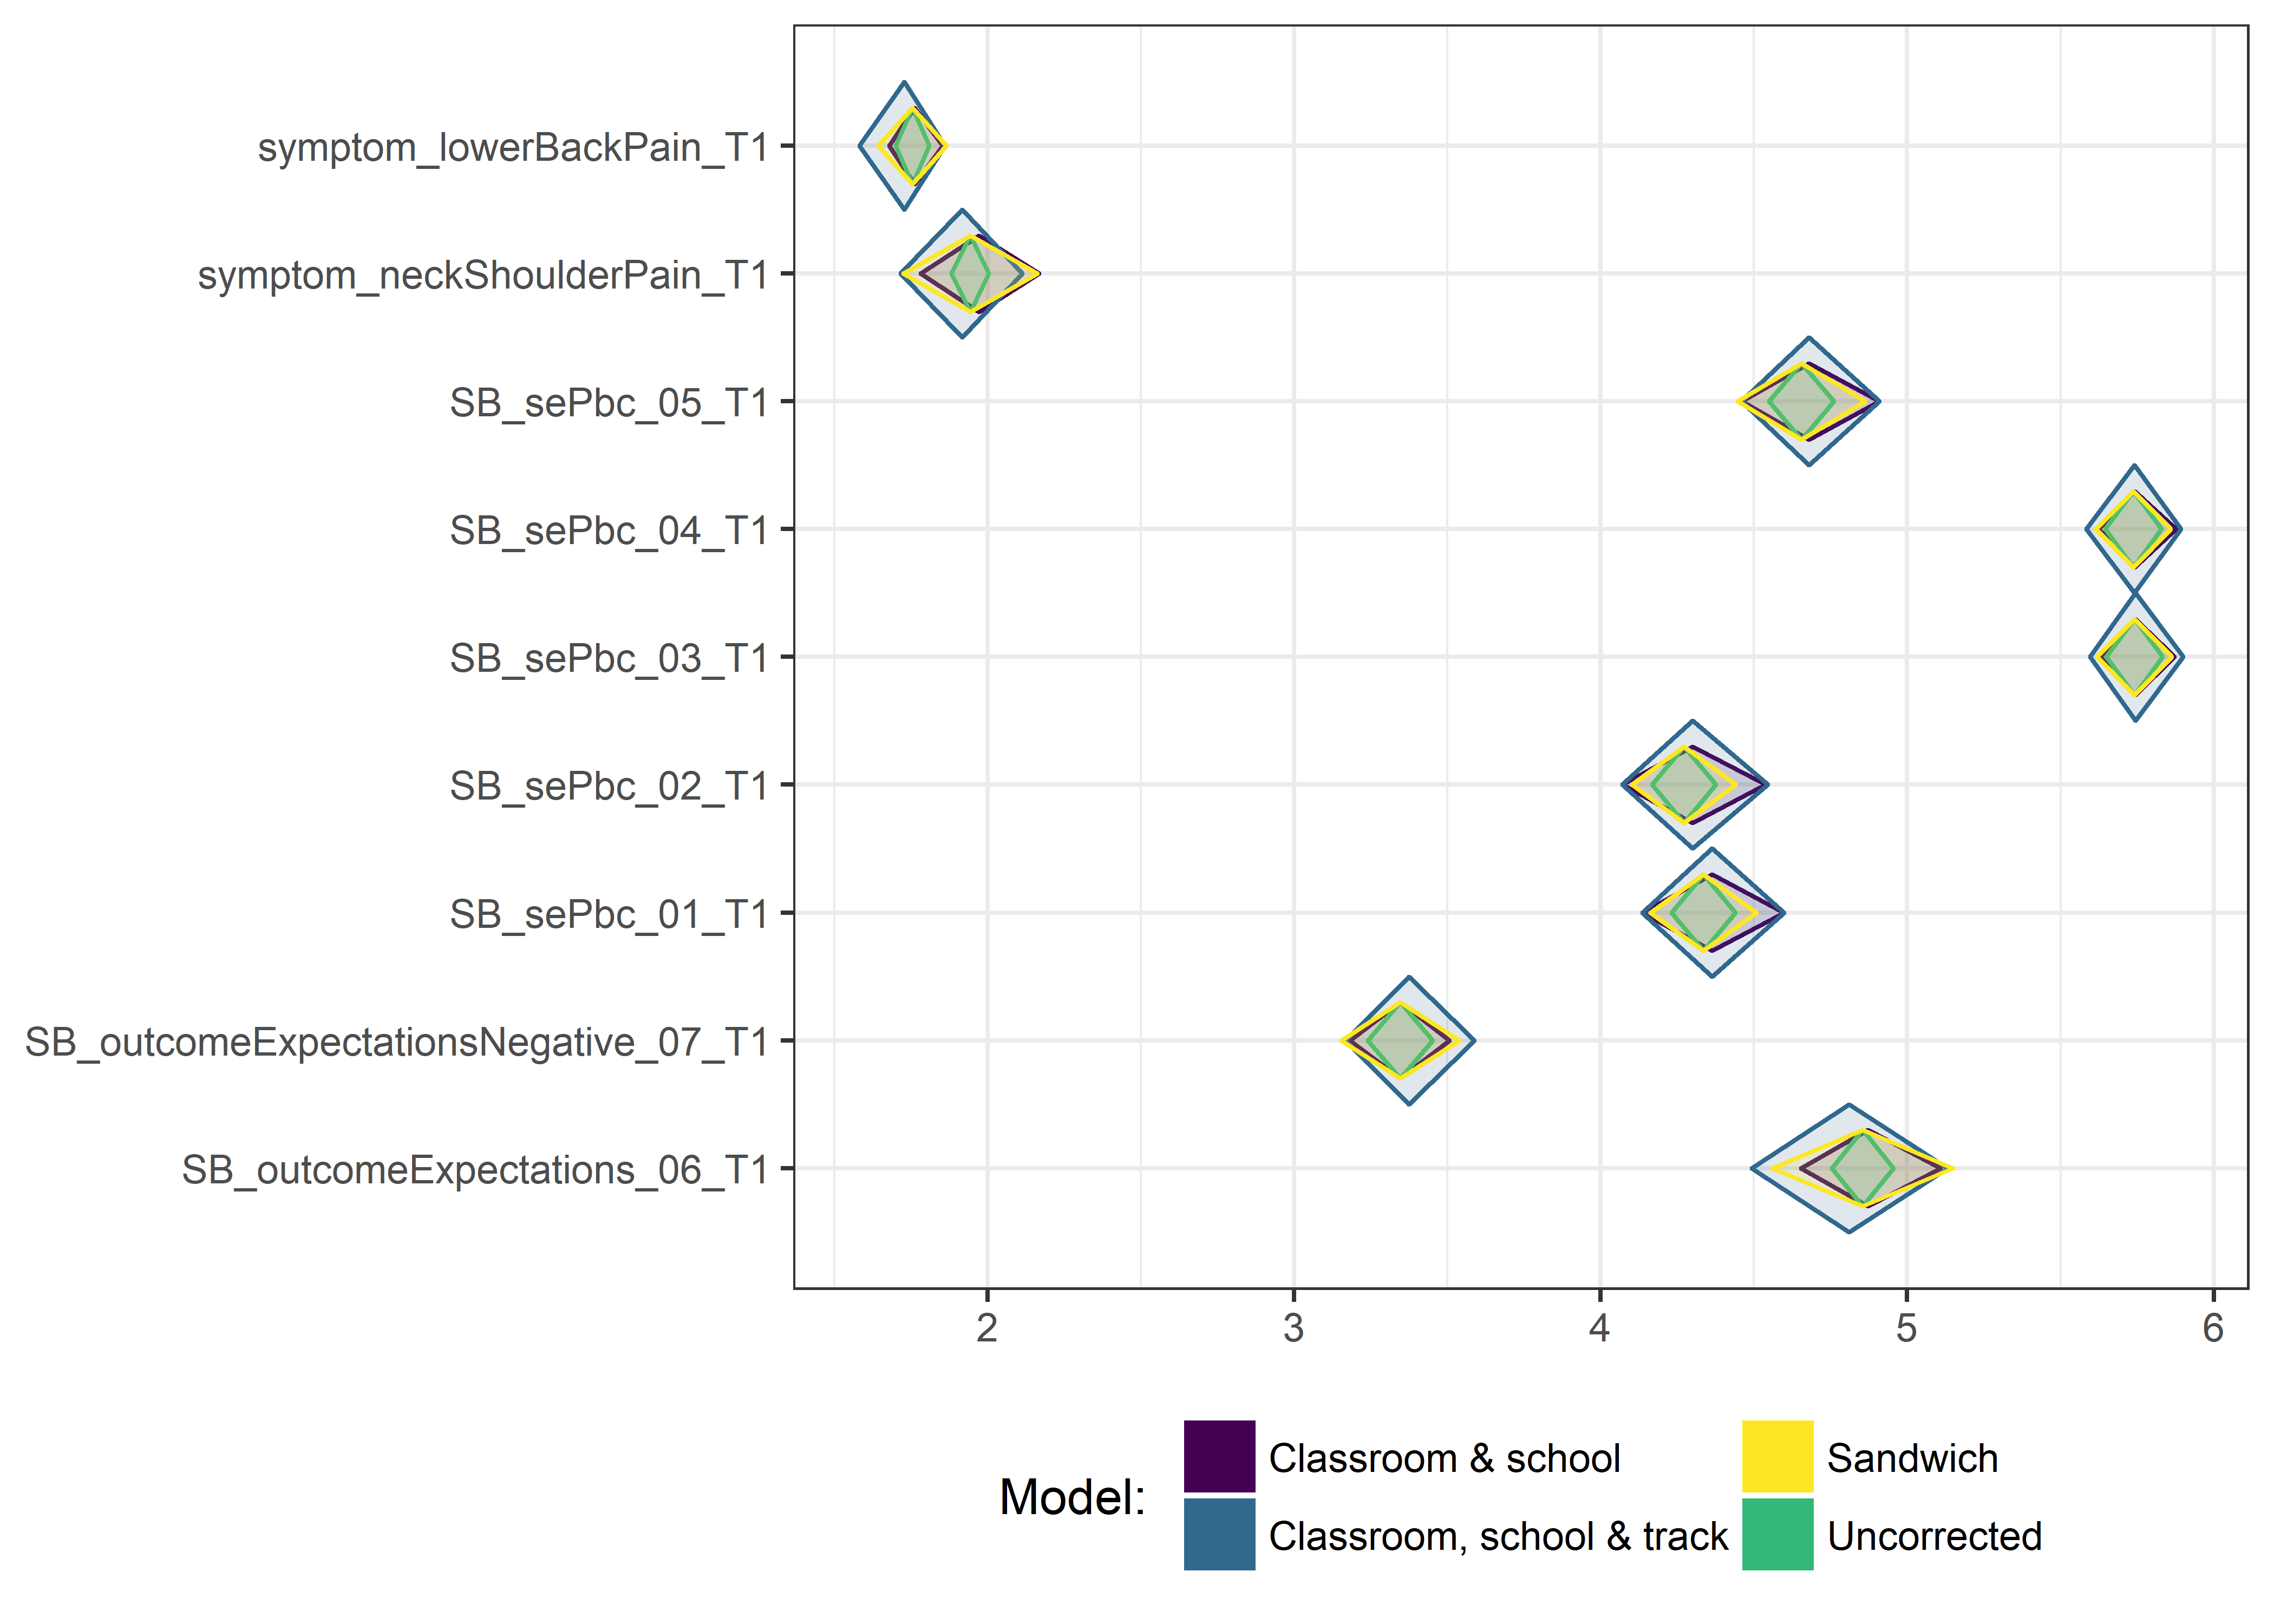 symptom_lowerBackPain_T1
symptom_neckShoulderPain_T1
SB_sePbc_05_T1
SB_sePbc_04_T1
SB_sePbc_03_T1
SB_sePbc_02_T1
SB_sePbc_01_T1
SB_outcomeExpectationsNegative_07_T1
SB_outcomeExpectations_06_T1
2 3 4 5 6
Model:
Classroom & school
Classroom, school & track
Sandwich
Uncorrected